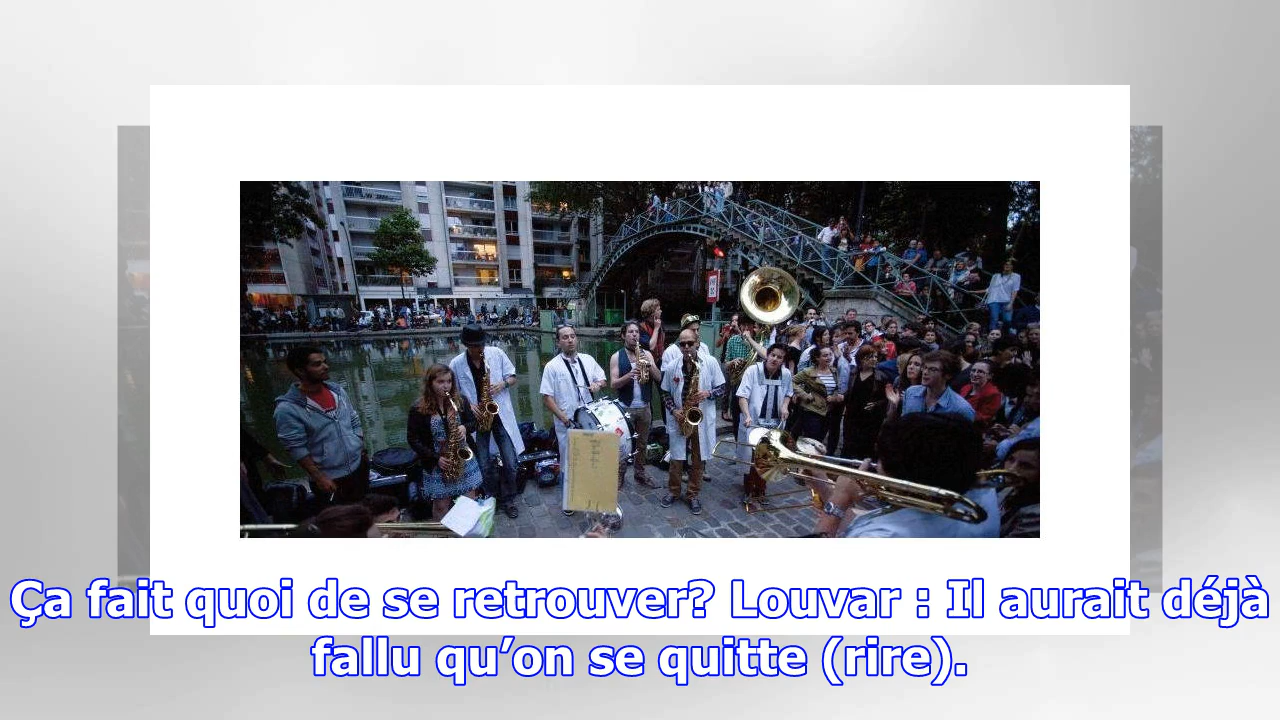 Ça fait quoi de se retrouver? Louvar : Il aurait déjà
fallu qu’on se quitte (rire).